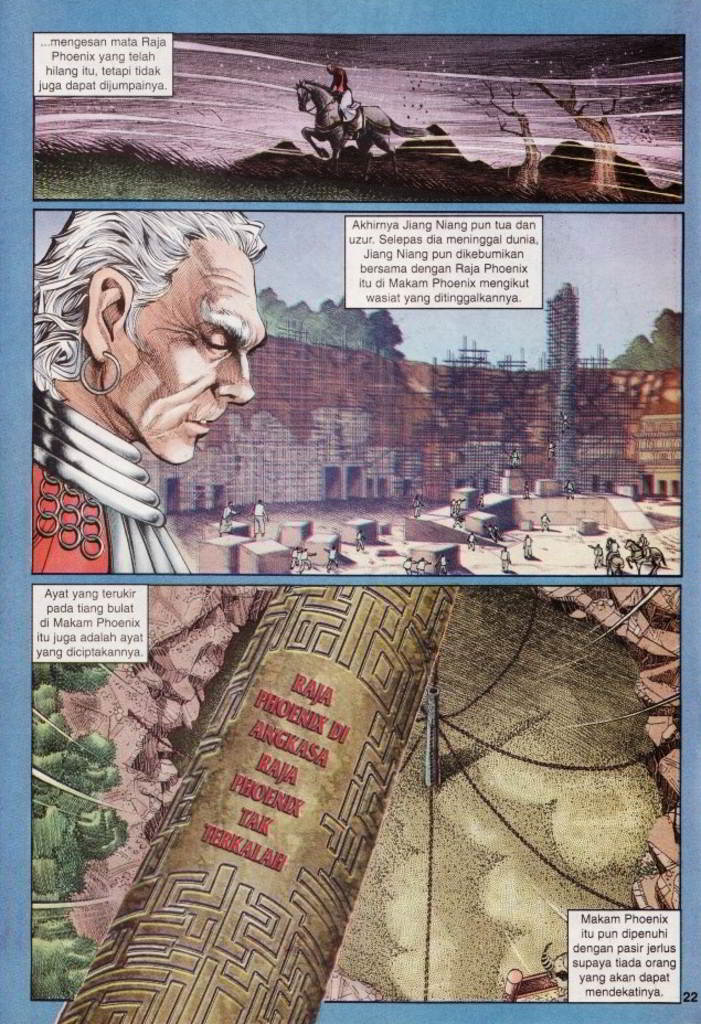 ...mengesan mata Raja
Phoenix yang telah
hilang itu, tetapi tidak
juga dapat dijumpainya.
Akhirnya Jiang Niang pun tua dan
uzur. Selepas dia meninggal dunia,
Jiang Niang pun dikebumikan
bersama dengan Raja Phoenix
itu di Makam Phoenix mengikut
wasiat yang ditinggalkannya.
Ayat yang terukir
pada tiang bulat
di Makam Phoenix
itu juga adalah ayat
yang diciptakannya.
RAJA
PHOENIX DI
ANGKASA
RAJA
PHOENIX
TAK
TERKALAH
Makam Phoenix
itu pun dipenuhi
dengan pasir jerlus
supaya tiada orang
yang akan dapat
mendekatinya.
22